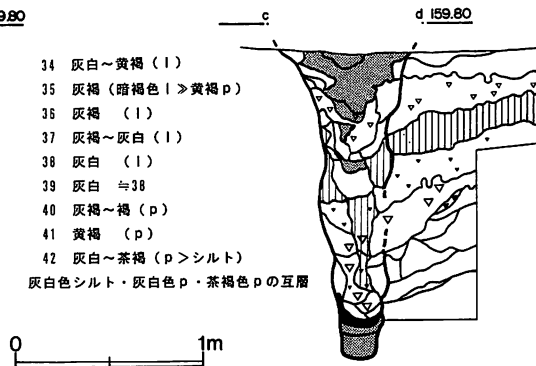 9.80
c
d 159.80
34 灰白～黄褐(l)
35 灰褐(暗褐色l≫黄褐p)
36 灰褐 (l)
37 灰褐～灰白(l)
38 灰白 (l)
39 灰白 ≒38
40 灰褐～褐(p)
41 黄褐 (p)
42 灰白～茶褐(p>シルト)
灰白色シルト・灰白色p・茶褐色pの互層
0 1m